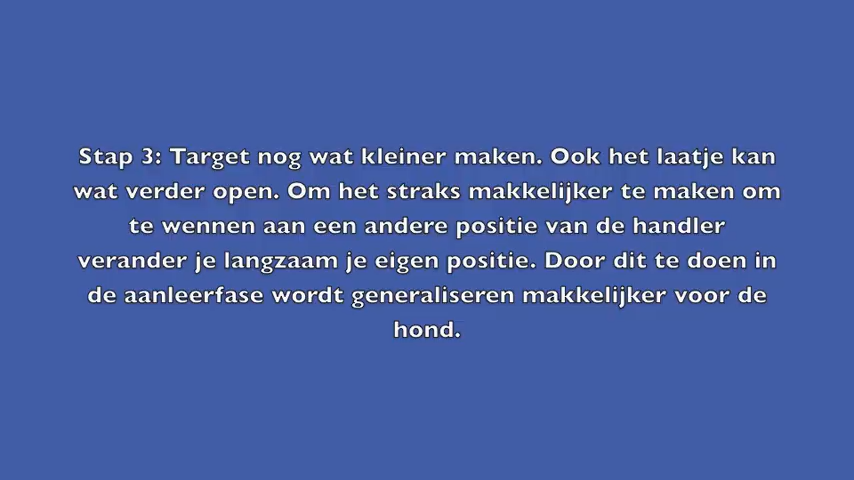 Stap 3: Target nog wat kleiner maken. Ook het laatje kan
wat verder open. Om het straks makkelijker te maken om
te wennen aan een andere positie van de handler
verander je langzaam je eigen positie. Door dit te doen in
de aanleerfase wordt generaliseren makkelijker voor de
hond.